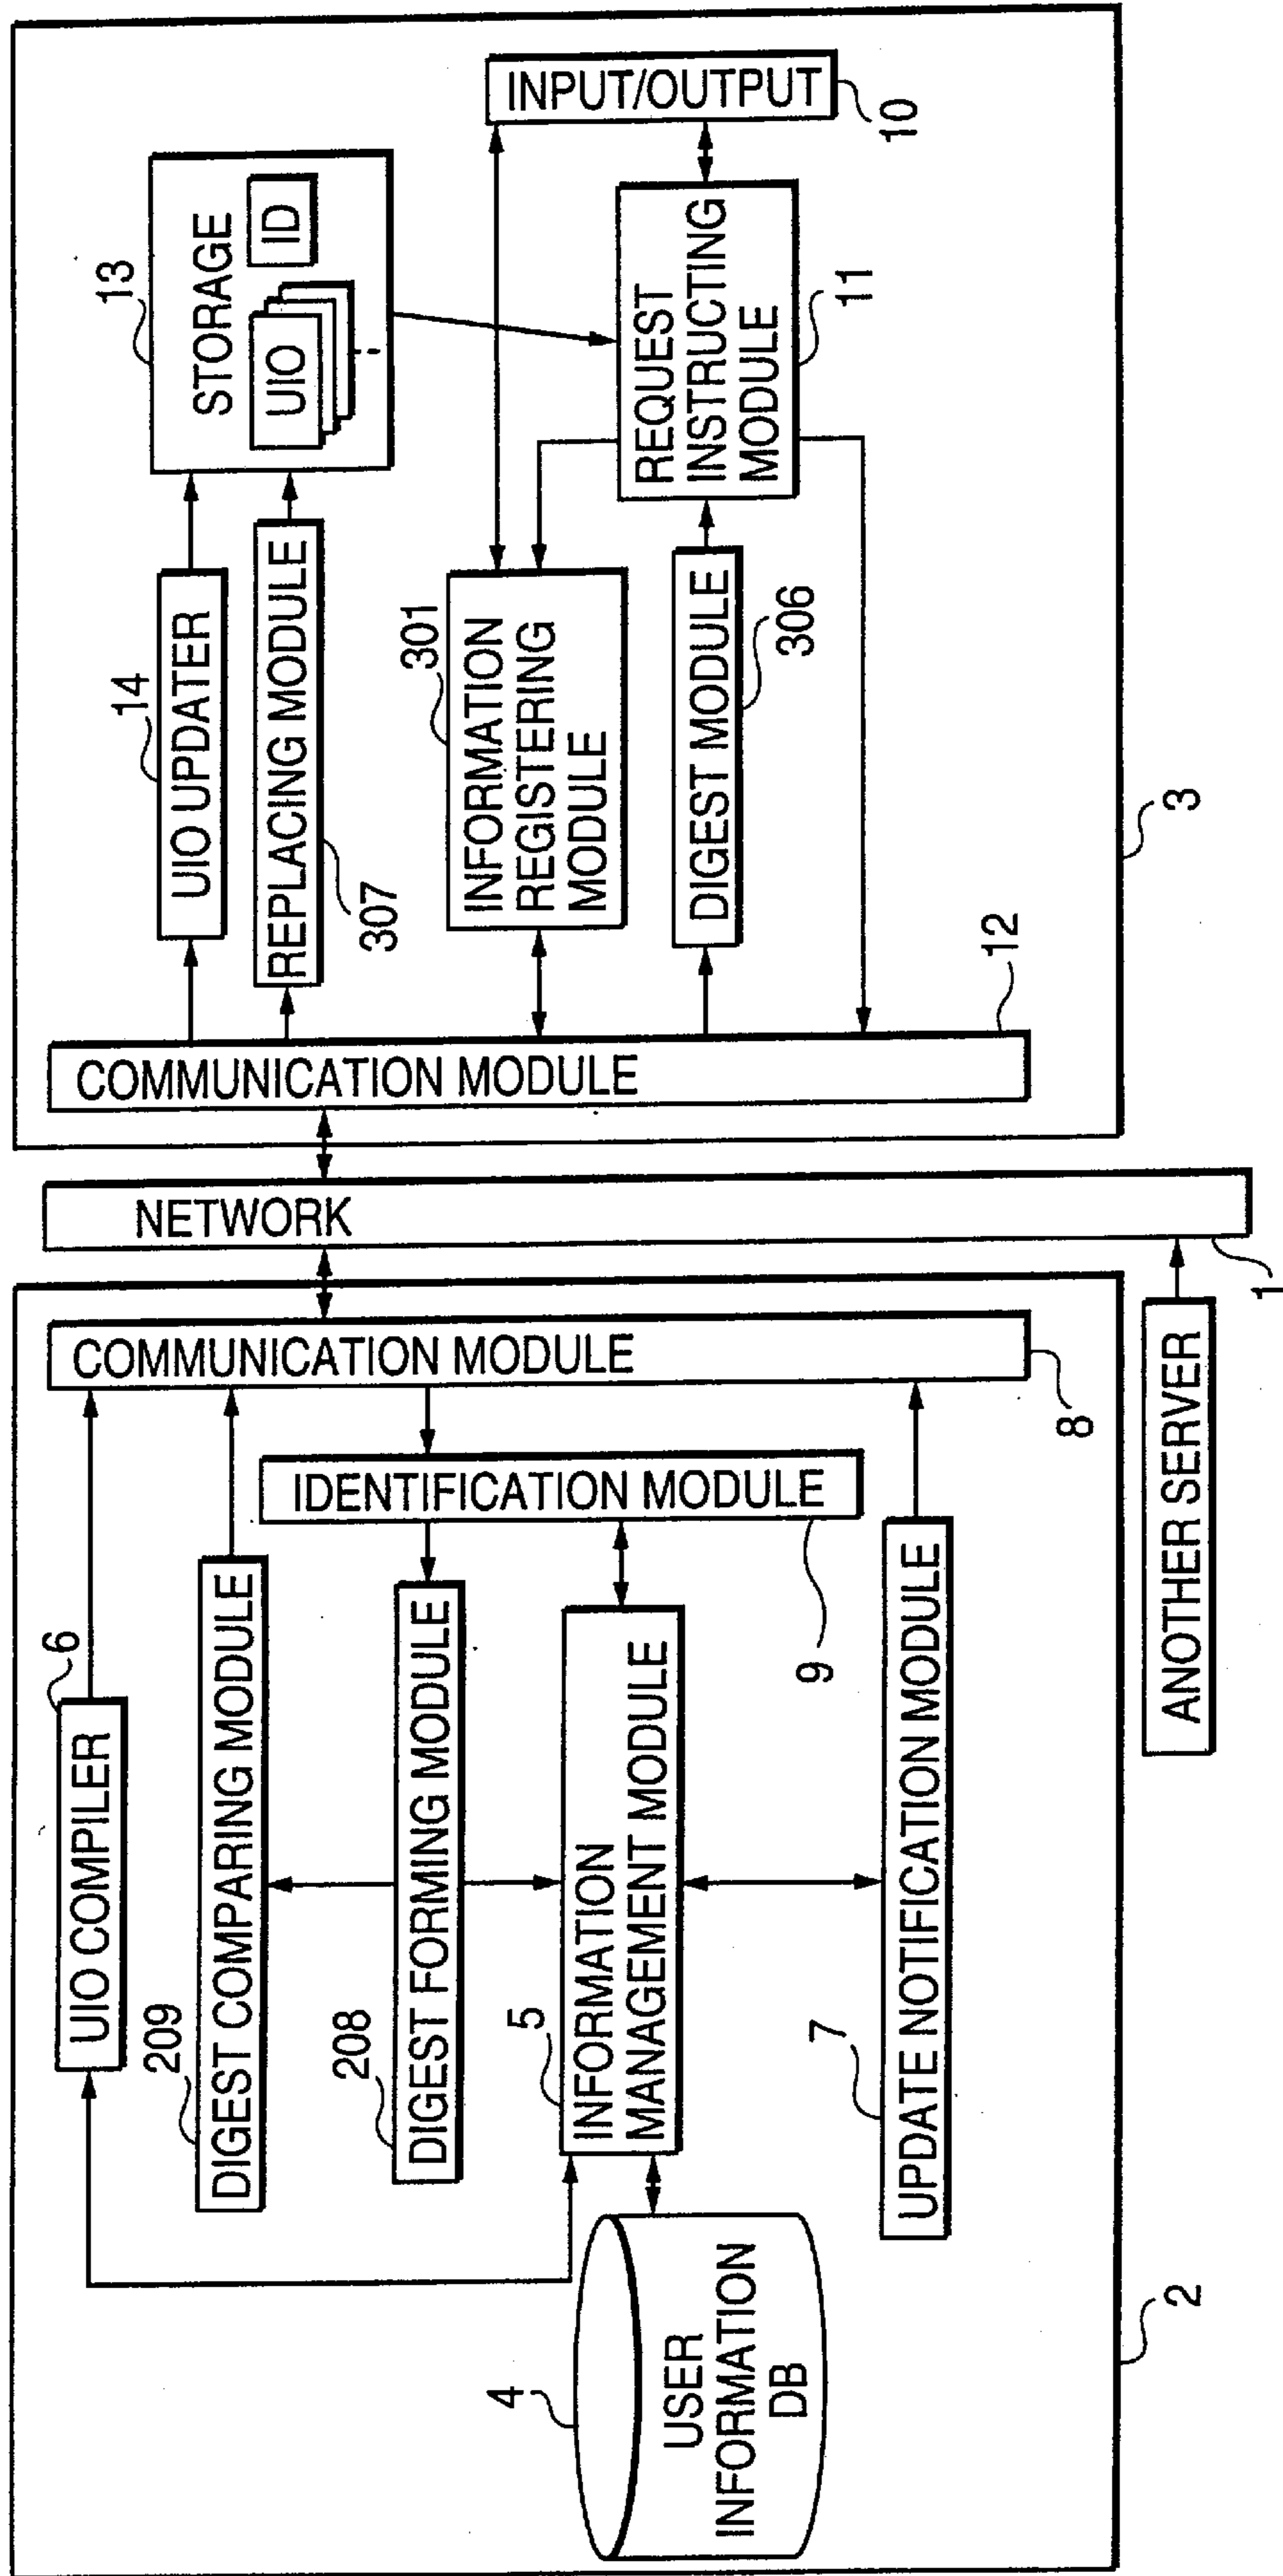 6
UIO COMPILER
209
DIGEST COMPARING MODULE
208
DIGEST FORMING MODULE
5
INFORMATION
MANAGEMENT MODULE
4
USER
INFORMATION
DB
7
UPDATE NOTIFICATION MODULE
IDENTIFICATION MODULE
9
COMMUNICATION MODULE
8
2
ANOTHER SERVER
NETWORK
1
COMMUNICATION MODULE
12
14
UIO UPDATER
REPLACING MODULE
307
13
STORAGE
UIO
ID
301
INFORMATION
REGISTERING
MODULE
DIGEST MODULE
306
REQUEST
INSTRUCTING
MODULE
11
INPUT/OUTPUT
10
3